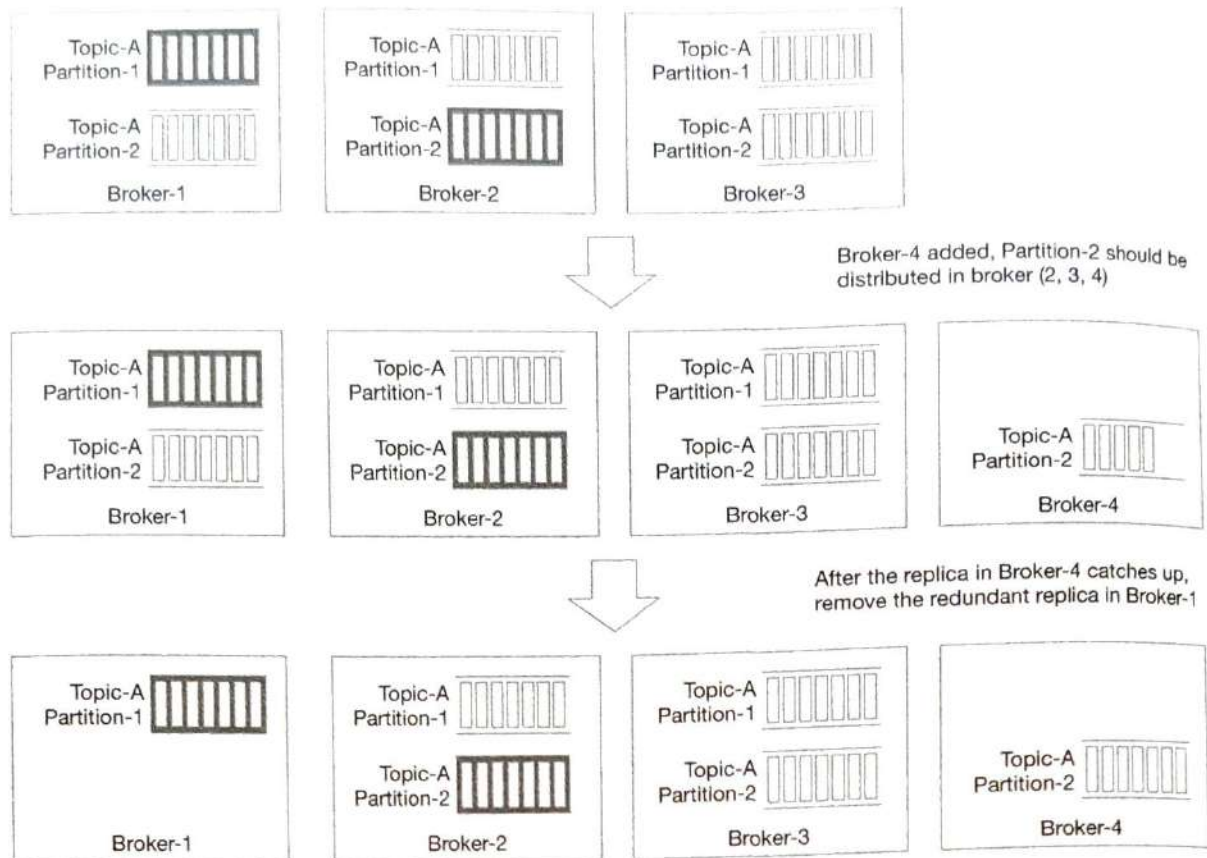 Topic-A
Partition-1
Topic-A
Partition-2
Broker-1
Topic-A
Partition-1
Topic-A
Partition-2
Broker-2
Topic-A
Partition-1
Topic-A
Partition-2
Broker-3
Broker-4 added, Partition-2 should be
distributed in broker (2, 3, 4)
Topic-A
Partition-1
Topic-A
Partition-2
Broker-1
Topic-A
Partition-1
Topic-A
Partition-2
Broker-2
Topic-A
Partition-1
Topic-A
Partition-2
Broker-3
Topic-A
Partition-2
Broker-4
After the replica in Broker-4 catches up,
remove the redundant replica in Broker-1
Topic-A
Partition-1
Broker-1
Topic-A
Partition-1
Topic-A
Partition-2
Broker-2
Topic-A
Partition-1
Topic-A
Partition-2
Broker-3
Topic-A
Partition-2
Broker-4